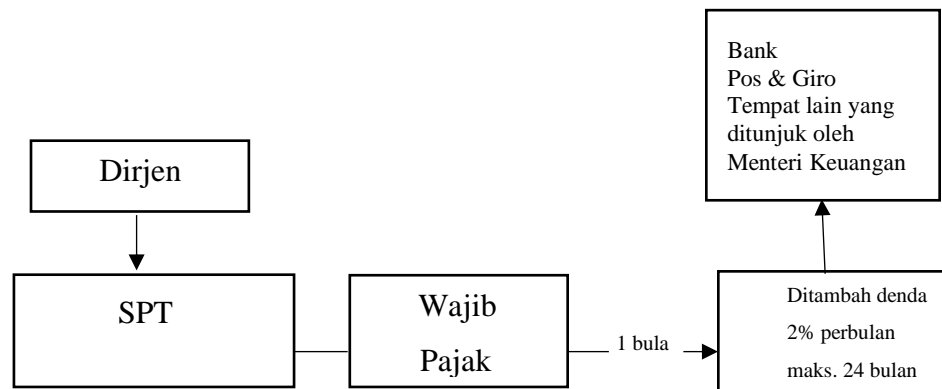 Bank
Pos & Giro
Tempat lain yang
ditunjuk oleh
Menteri Keuangan
Dirjen
SPT
Wajib
Pajak
1 bula
Ditambah denda
2% perbulan
maks. 24 bulan